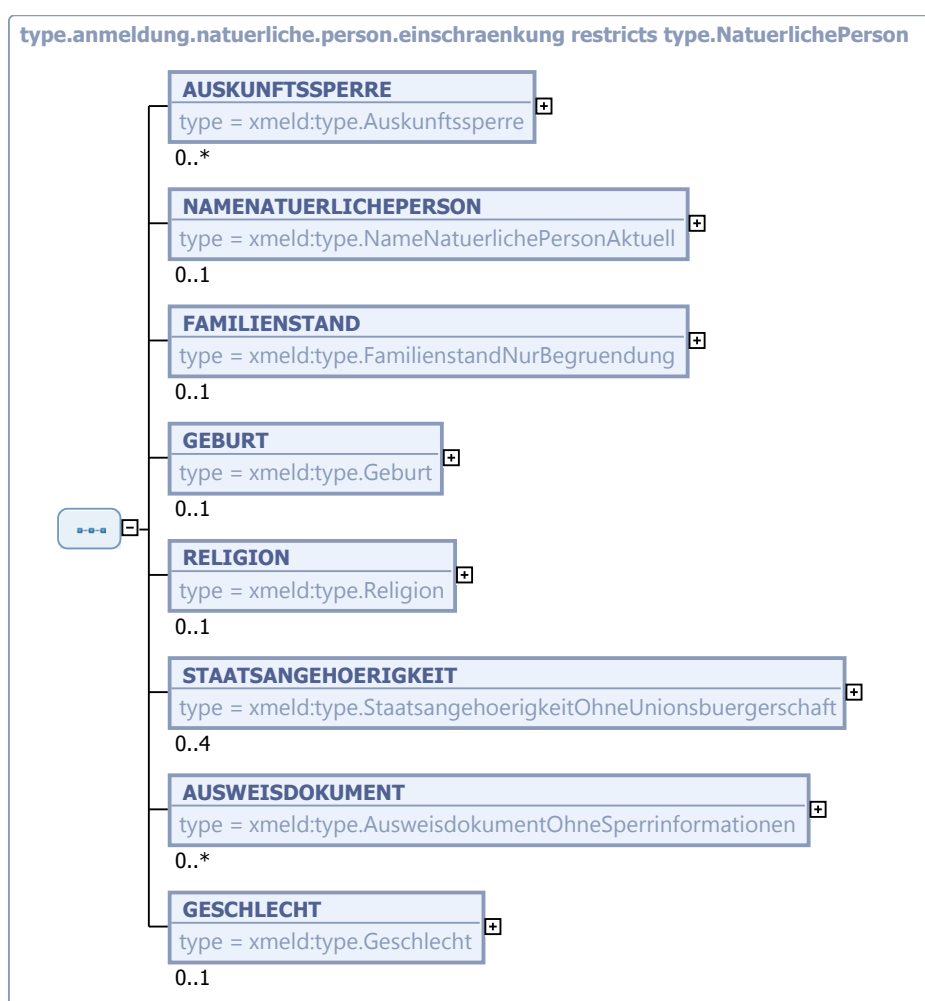 type.anmeldung.natuerliche.person.einschraenkung restricts type.NatuerlichePerson
AUSKUNFTSSPERRE
type = xmeld:type.Auskunftssperre
0..*
NAMENATUERLICHEPERSON
type = xmeld:type.NameNatuerlichePersonAktuell
0..1
FAMILIENSTAND
type = xmeld:type.FamilienstandNurBegruendung
0..1
GEBURT
type = xmeld:type.Geburt
0..1
RELIGION
type = xmeld:type.Religion
0..1
STAATSANGEHOERIGKEIT
type = xmeld:type.StaatsangehoerigkeitOhneUnionsbuergerschaft
0..4
AUSWEISDOKUMENT
type = xmeld:type.AusweisdokumentOhneSperrinformationen
0..*
GESCHLECHT
type = xmeld:type.Geschlecht
0..1